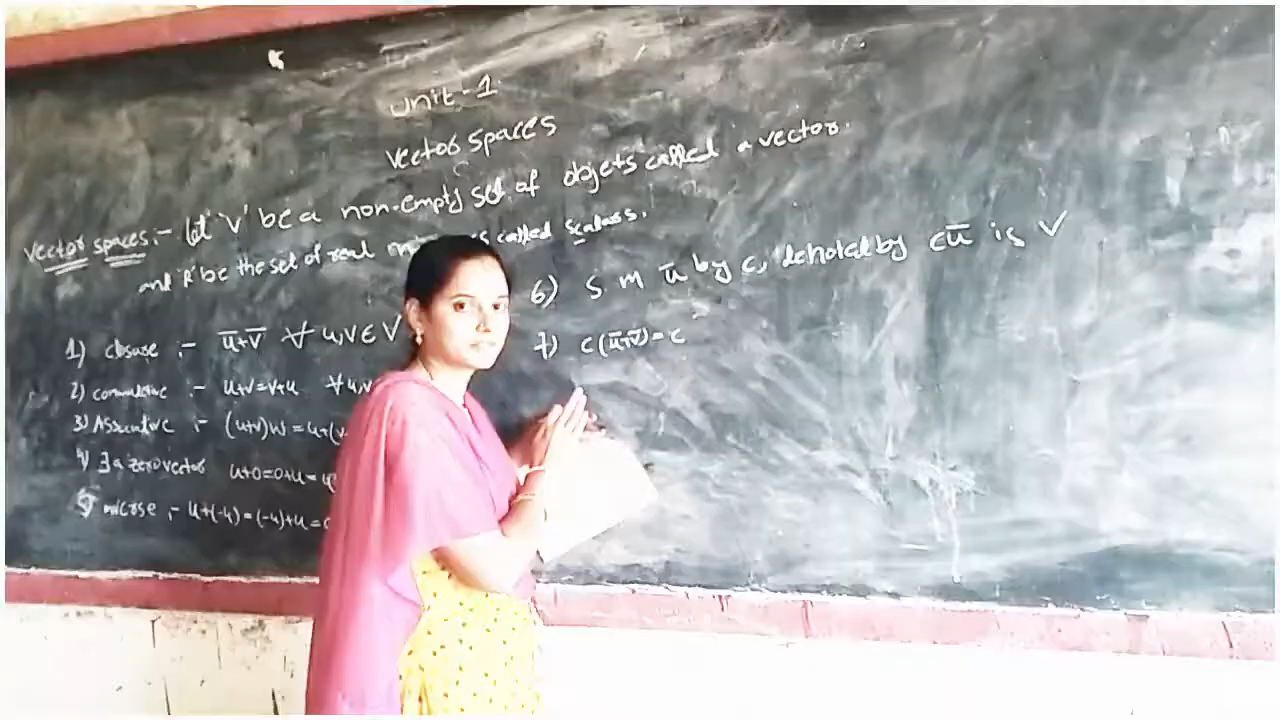 Unit-1
Vector spaces
Vector spaces :- let 'V' be a non-empty set of objets called a vector.
and 'R' be the set of real called scalars.
1) closure :- u̅+v̅ ∀ u,v ∈ V
2) commutative :- u+v=v+u ∀ u,v
3) Associative :- (u+v)w = u+(v
4) ∃ a zero vector u+0=0+u=u
5) inverse :- u+(-u)=(-u)+u=0
6) S M u̅ by c, denoted by cu̅ is V
7) c(u̅+v̅)=c